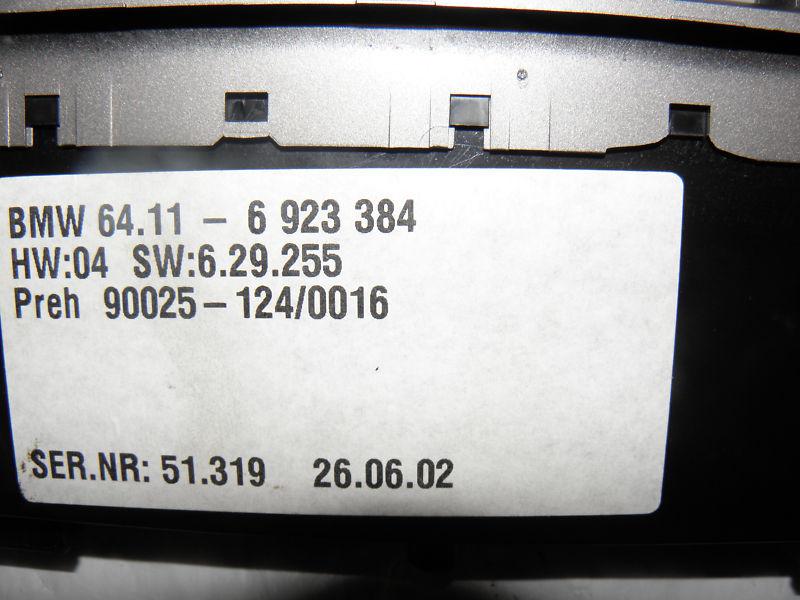 BMW 64.11 – 6 923 384
HW:04 SW:6.29.255
Preh 90025–124/0016
SER.NR: 51.319 26.06.02